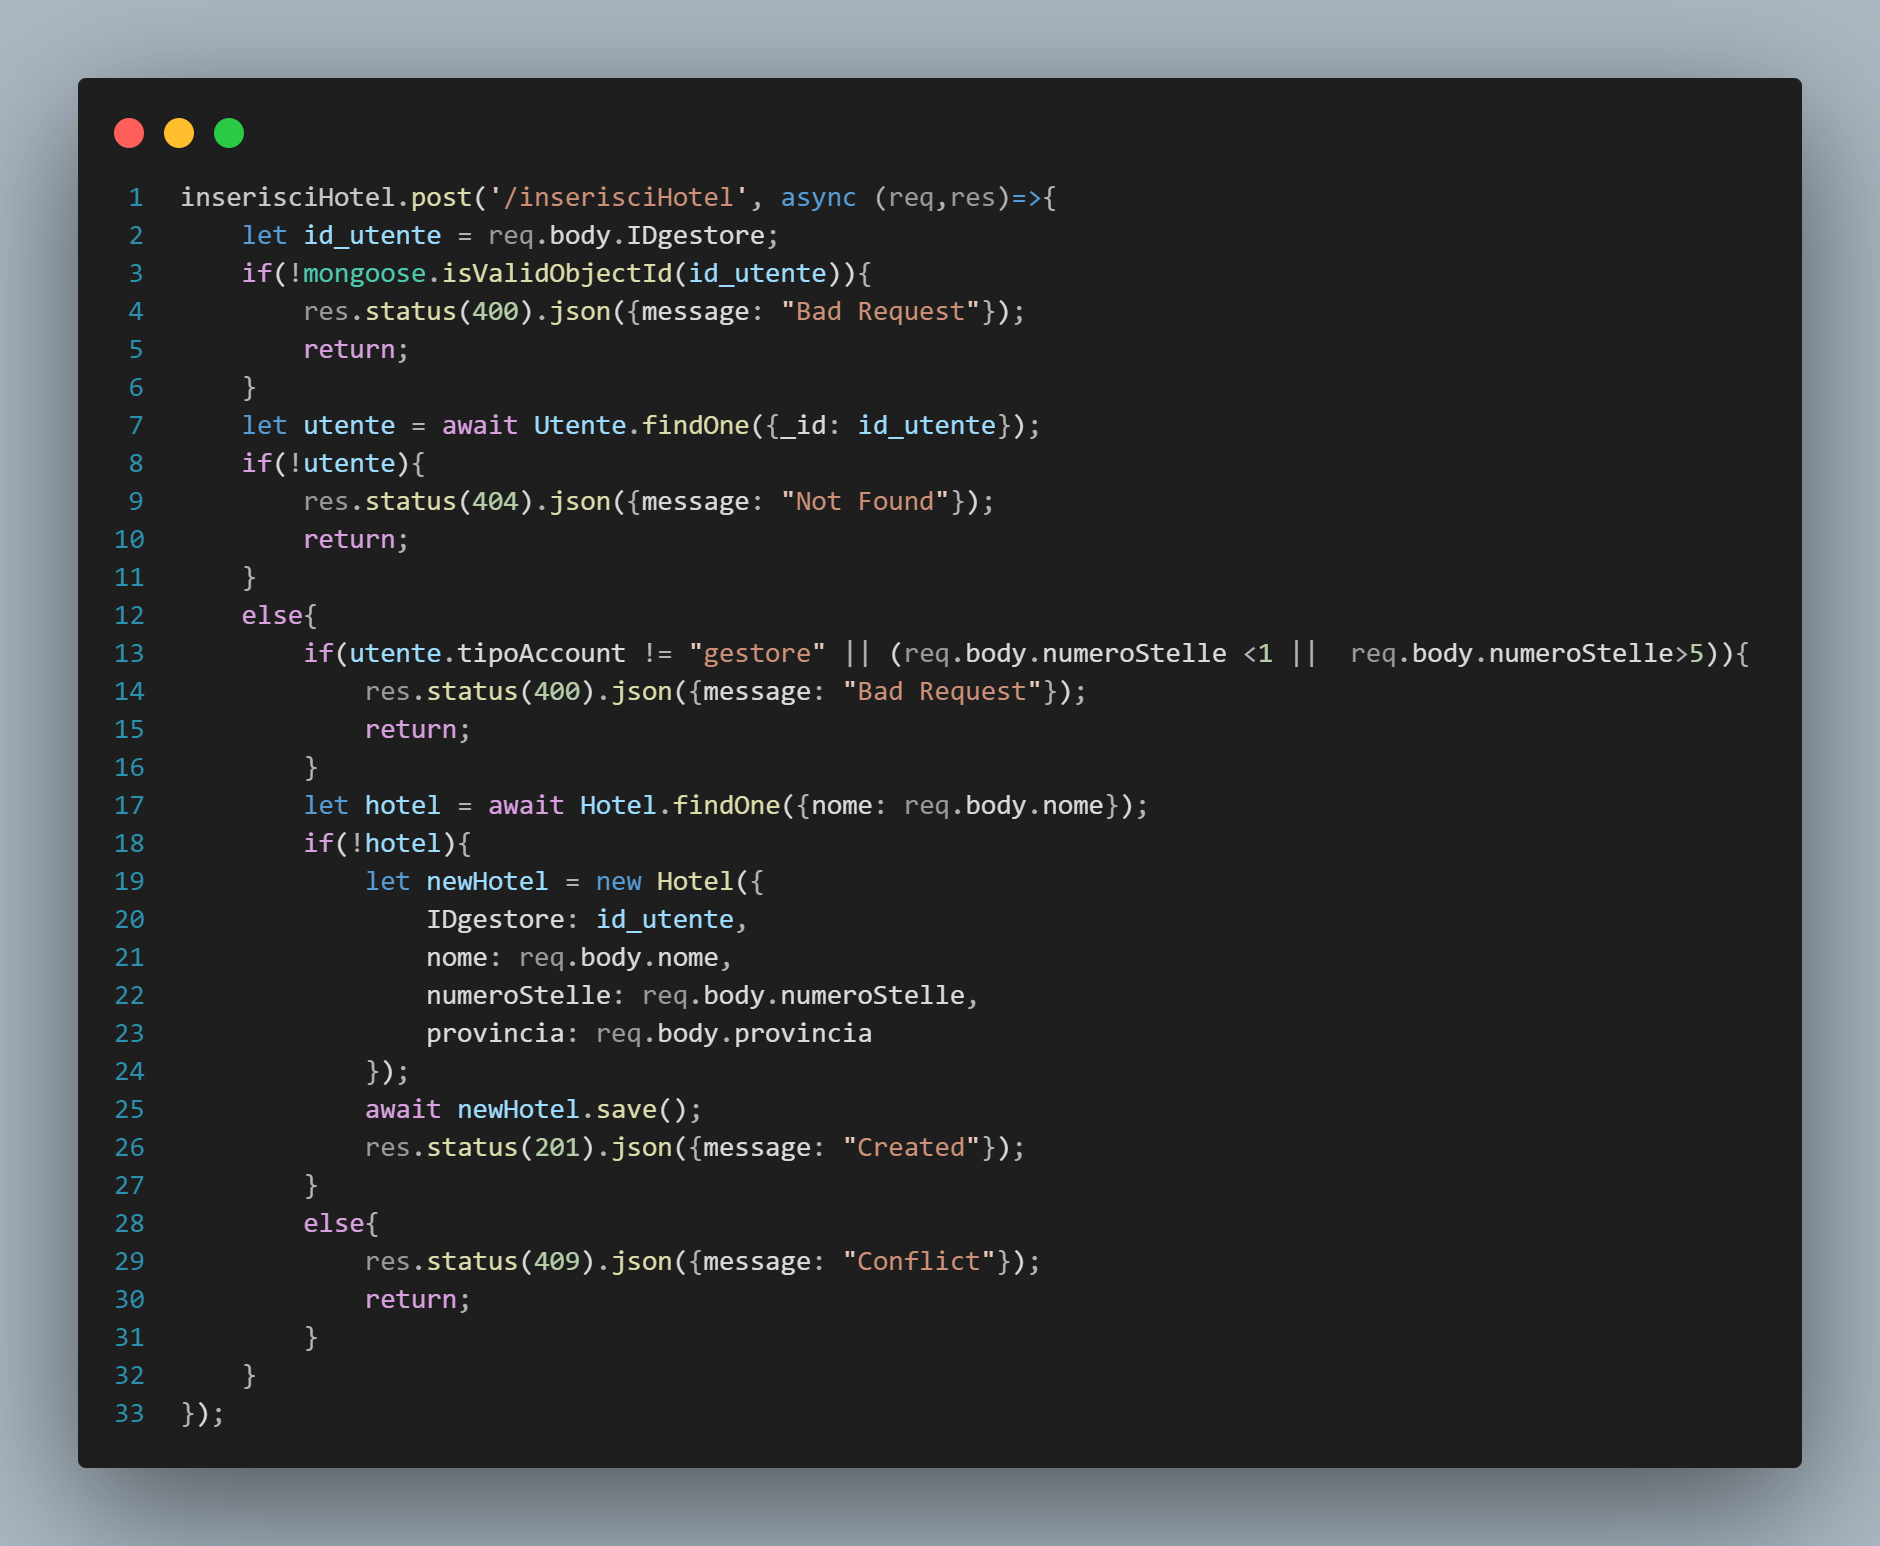 1 inserisciHotel.post('/inserisciHotel', async (req,res)=>{
2     let id_utente = req.body.IDgestore;
3     if(!mongoose.isValidObjectId(id_utente)){
4         res.status(400).json({message: "Bad Request"});
5         return;
6     }
7     let utente = await Utente.findOne({_id: id_utente});
8     if(!utente){
9         res.status(404).json({message: "Not Found"});
10         return;
11     }
12     else{
13         if(utente.tipoAccount != "gestore" || (req.body.numeroStelle <1 ||  req.body.numeroStelle>5)){
14             res.status(400).json({message: "Bad Request"});
15             return;
16         }
17         let hotel = await Hotel.findOne({nome: req.body.nome});
18         if(!hotel){
19             let newHotel = new Hotel({
20                 IDgestore: id_utente,
21                 nome: req.body.nome,
22                 numeroStelle: req.body.numeroStelle,
23                 provincia: req.body.provincia
24             });
25             await newHotel.save();
26             res.status(201).json({message: "Created"});
27         }
28         else{
29             res.status(409).json({message: "Conflict"});
30             return;
31         }
32     }
33 });